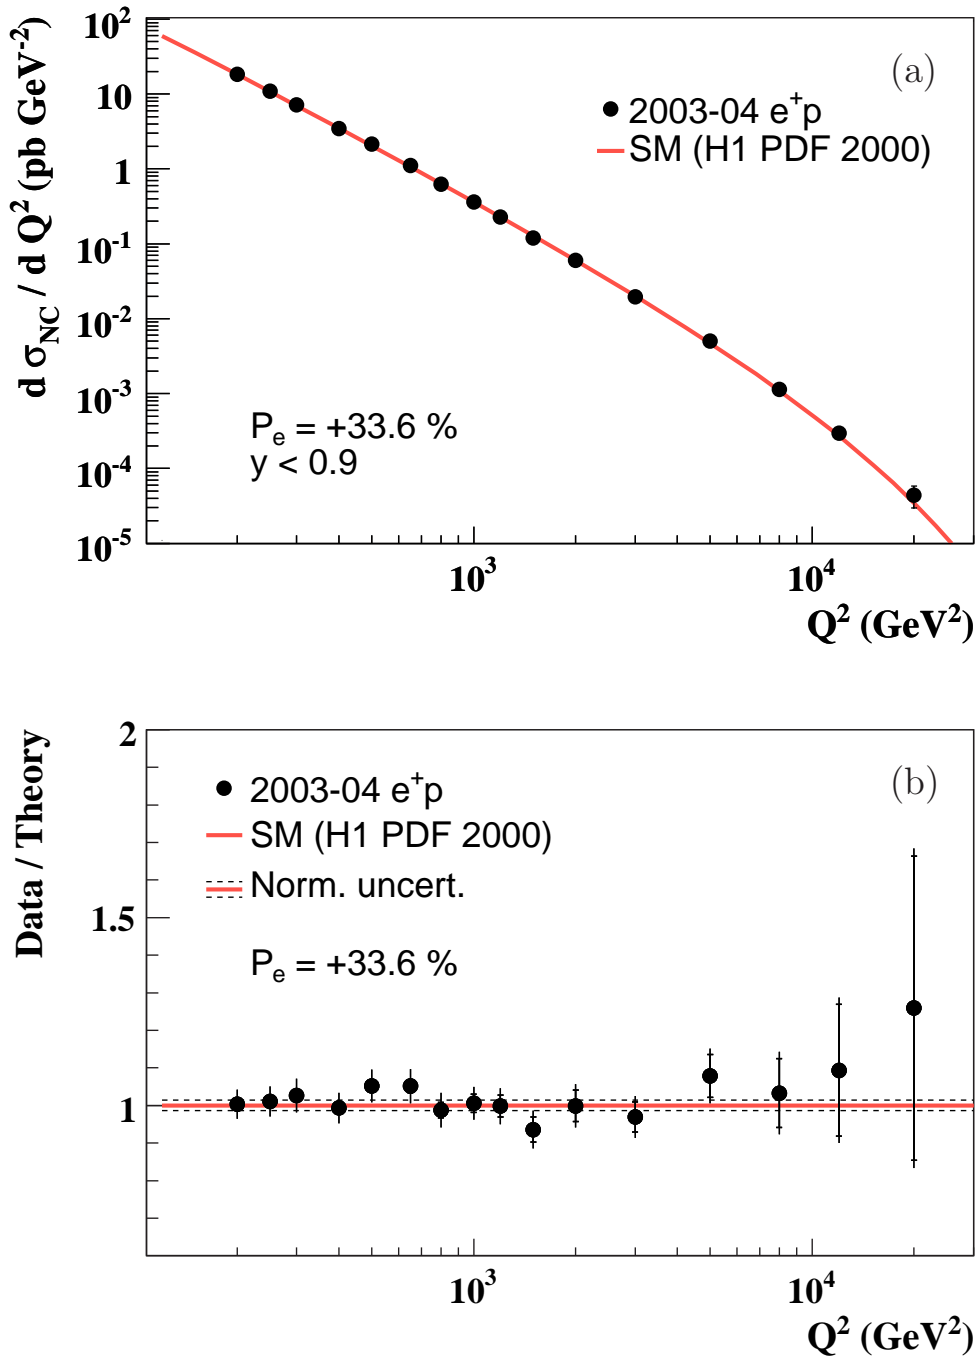 10²
10
1
10⁻¹
10⁻²
10⁻³
10⁻⁴
10⁻⁵
d σ_NC / d Q² (pb GeV⁻²)
(a)
2003-04 e⁺p
SM (H1 PDF 2000)
P_e = +33.6 %
y < 0.9
10³
10⁴
Q² (GeV²)
2
1.5
1
Data / Theory
(b)
2003-04 e⁺p
SM (H1 PDF 2000)
Norm. uncert.
P_e = +33.6 %
10³
10⁴
Q² (GeV²)